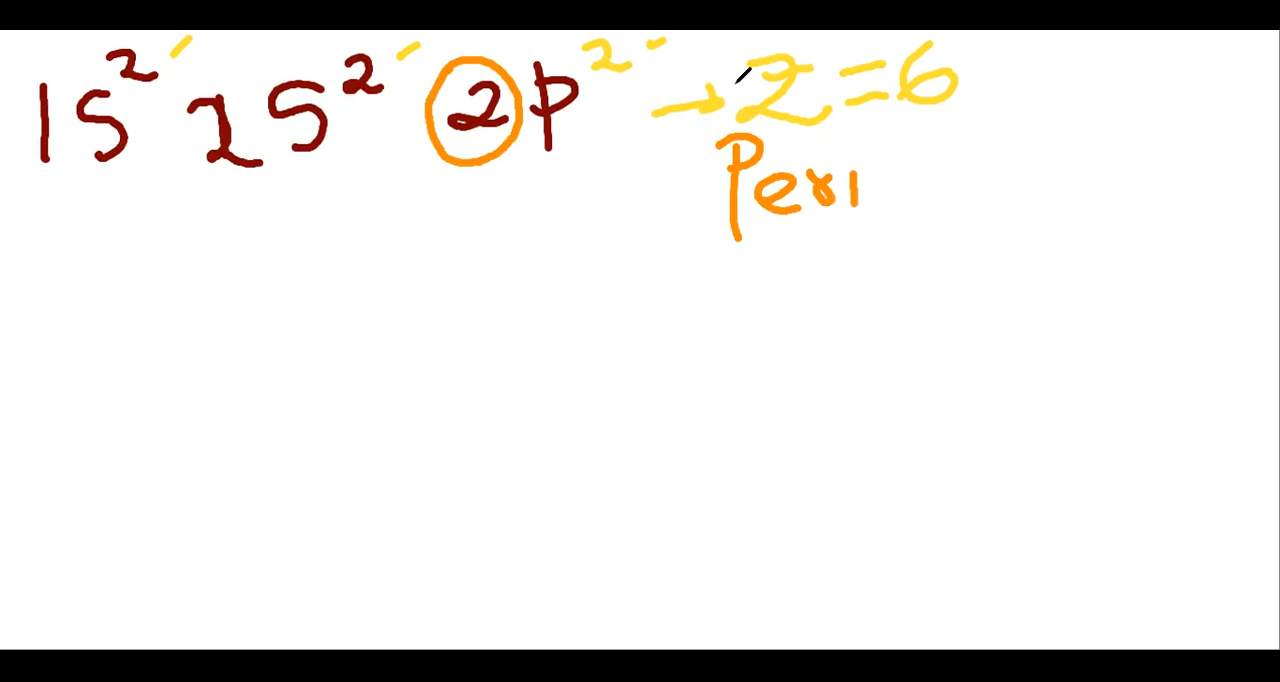 1S² 2S² 2P² → Z = 6
Peri